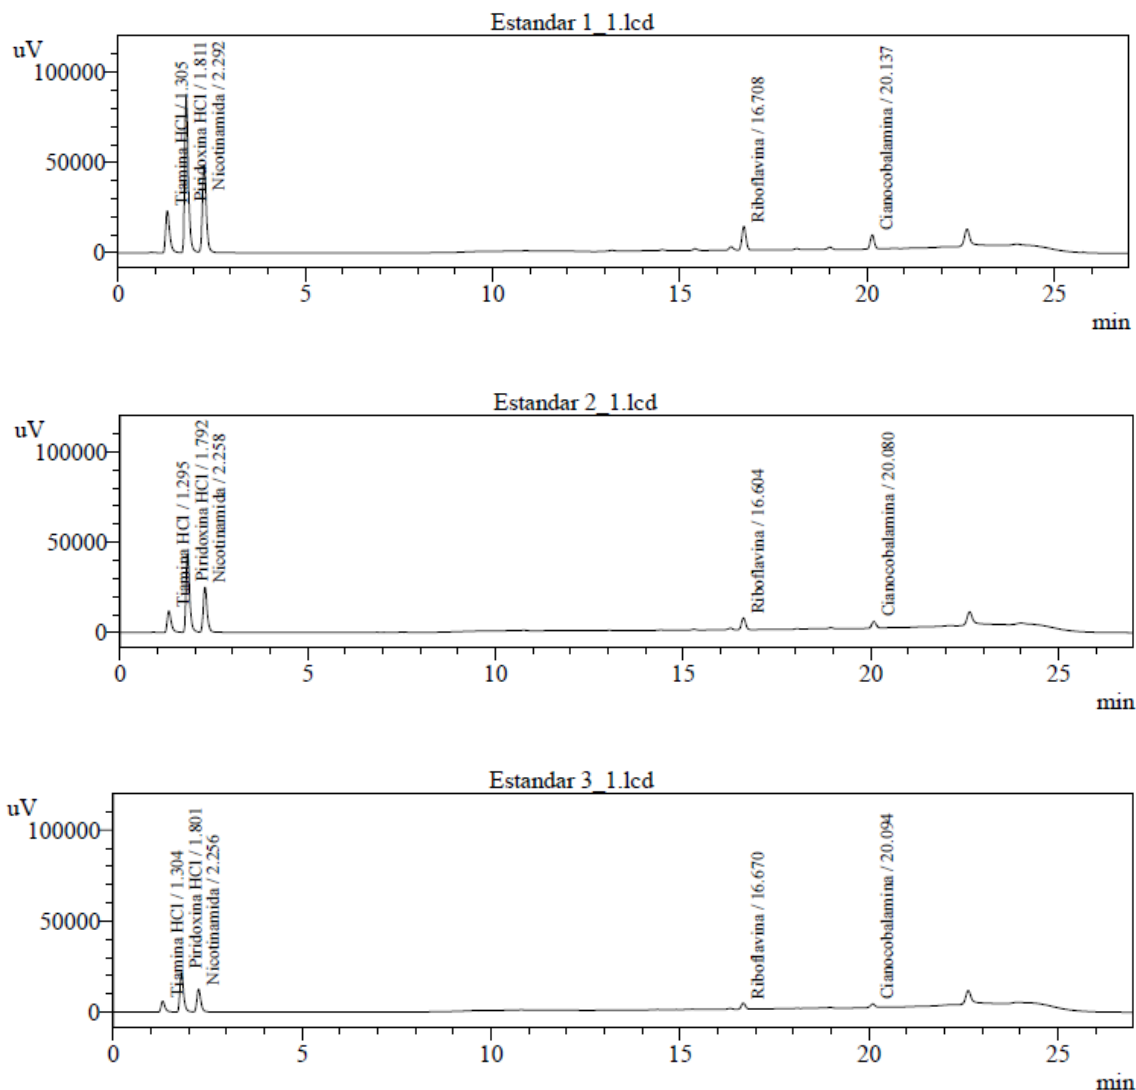 Estandar 1_1.lcd
uV
100000
50000
0
Tiamina HCl / 1.305
Piridoxina HCl / 1.811
Nicotinamida / 2.292
Riboflavina / 16.708
Cianocobalamina / 20.137
0 5 10 15 20 25
min
Estandar 2_1.lcd
uV
100000
50000
0
Tiamina HCl / 1.295
Piridoxina HCl / 1.792
Nicotinamida / 2.258
Riboflavina / 16.604
Cianocobalamina / 20.080
0 5 10 15 20 25
min
Estandar 3_1.lcd
uV
100000
50000
0
Tiamina HCl / 1.304
Piridoxina HCl / 1.801
Nicotinamida / 2.256
Riboflavina / 16.670
Cianocobalamina / 20.094
0 5 10 15 20 25
min